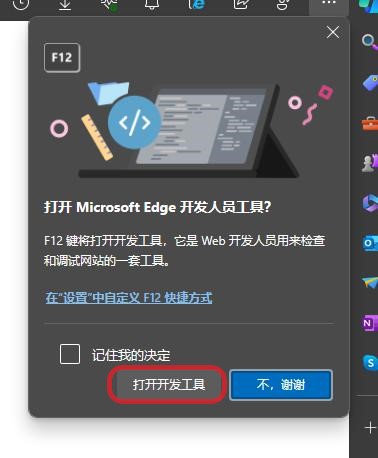 F12
打开 Microsoft Edge 开发人员工具?
F12 键将打开开发工具，它是 Web 开发人员用来检查
和调试网站的一套工具。
在“设置”中自定义 F12 快捷方式
记住我的决定
打开开发工具
不，谢谢